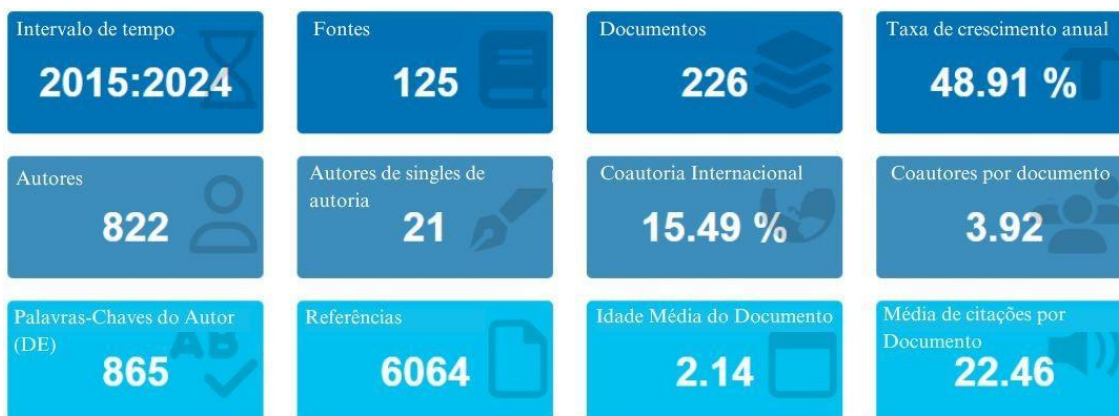 Intervalo de tempo
2015:2024
Fontes
125
Documentos
226
Taxa de crescimento anual
48.91 %
Autores
822
Autores de singles de
autoria
21
Coautoria Internacional
15.49 %
Coautores por documento
3.92
Palavras-Chaves do Autor
(DE)
865
Referências
6064
Idade Média do Documento
2.14
Média de citações por
Documento
22.46